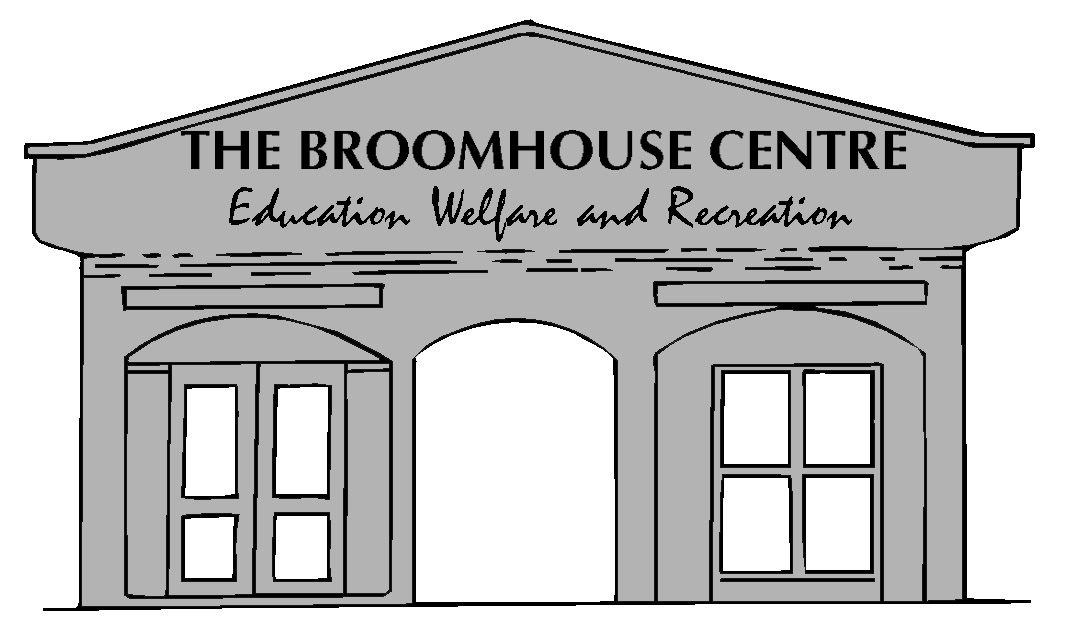 THE BROOMHOUSE CENTRE
Education Welfare and Recreation